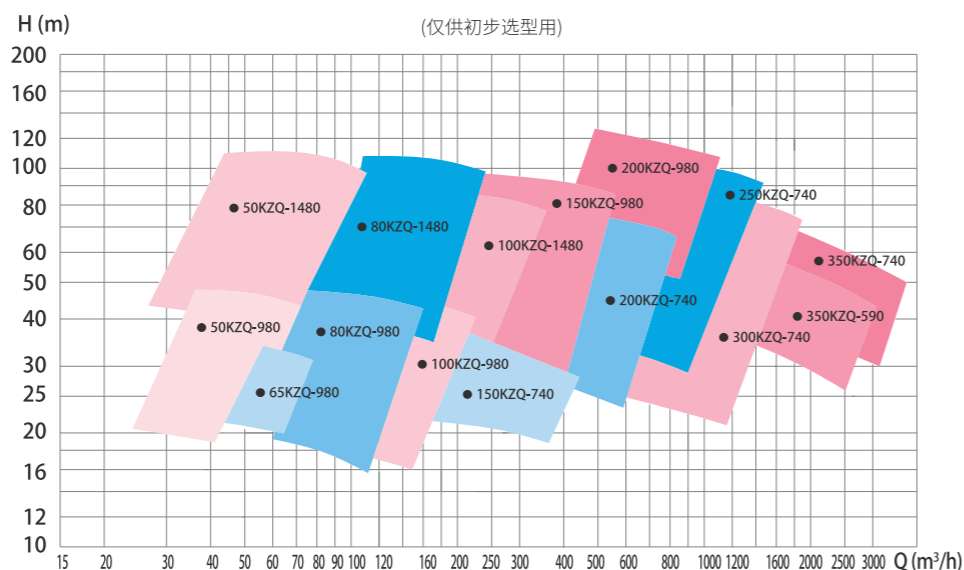 H (m)
(仅供初步选型用)
200
160
120
100
80
60
50
40
30
25
20
16
12
10
200KZQ-980
250KZQ-740
50KZQ-1480
150KZQ-980
80KZQ-1480
100KZQ-1480
350KZQ-740
200KZQ-740
350KZQ-590
50KZQ-980
80KZQ-980
300KZQ-740
100KZQ-980
65KZQ-980
150KZQ-740
15 20 30 40 50 60 70 80 90 100 120 160 200 250 300 400 500 600 1000 1200 1600 2000 2500 3000 Q (m³/h)